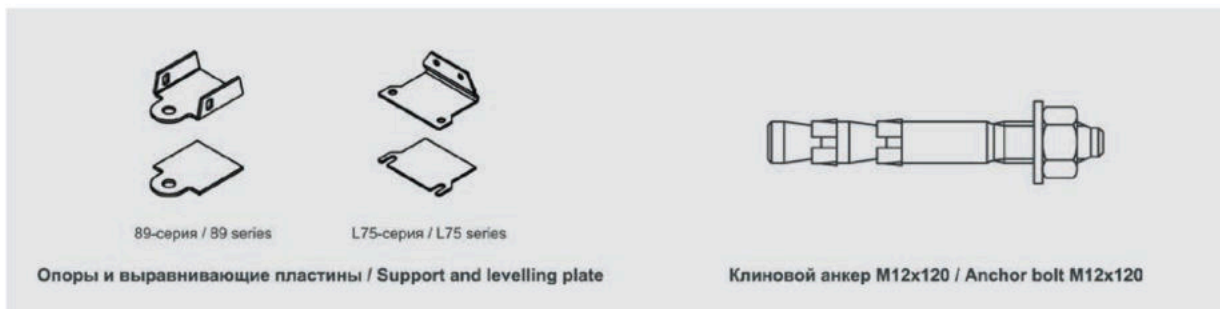 89-серия / 89 series
L75-серия / L75 series
Опоры и выравнивающие пластины / Support and levelling plate
Клиновой анкер М12х120 / Anchor bolt M12x120